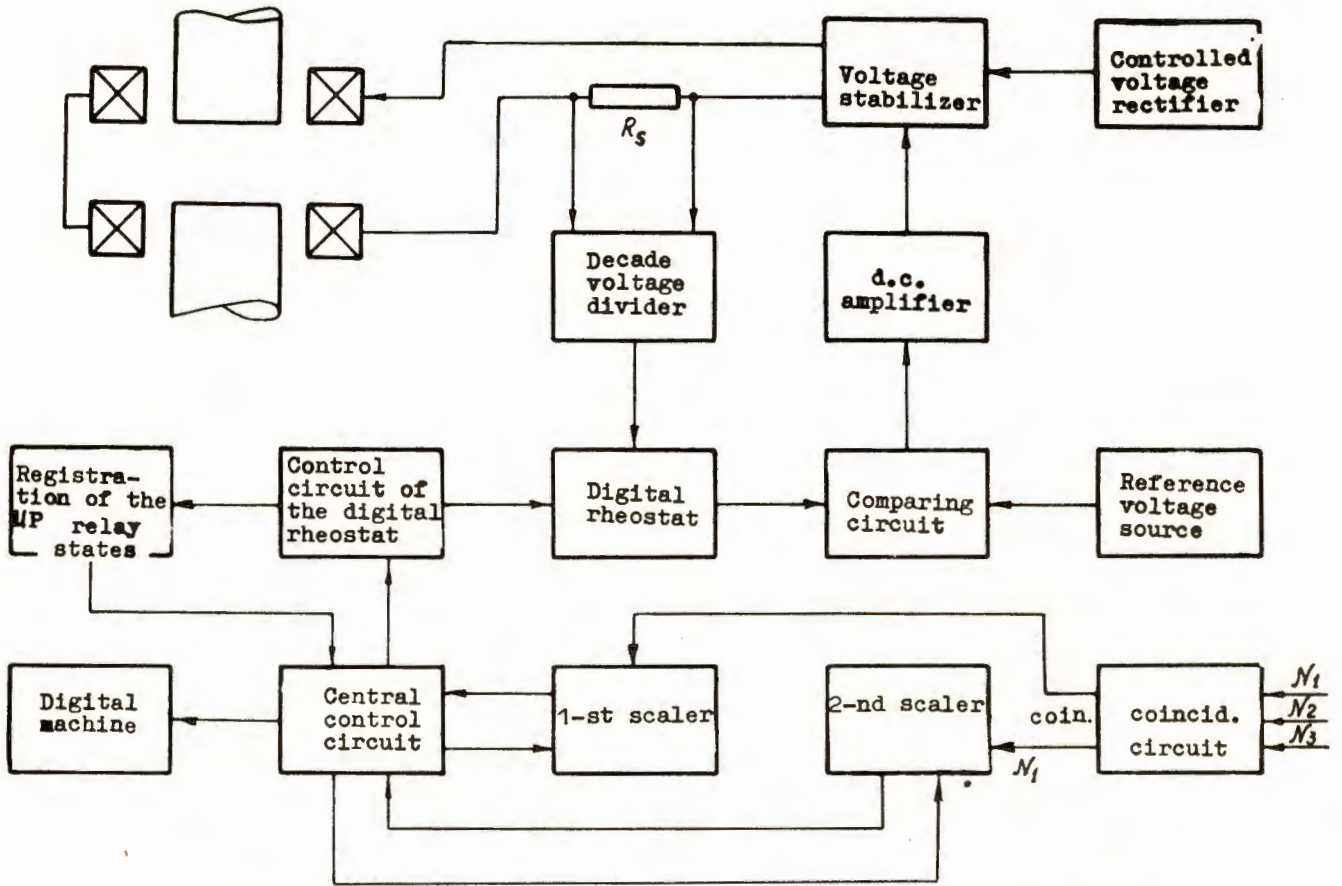 Voltage
stabilizer
Controlled
voltage
rectifier
Rs
Decade
voltage
divider
d.c.
amplifier
Registra-
tion of the
UP relay
states
Control
circuit of
the digital
rheostat
Digital
rheostat
Comparing
circuit
Reference
voltage
source
Digital
machine
Central
control
circuit
1-st scaler
2-nd scaler
coin.
N1
coincid.
circuit
N1
N2
N3